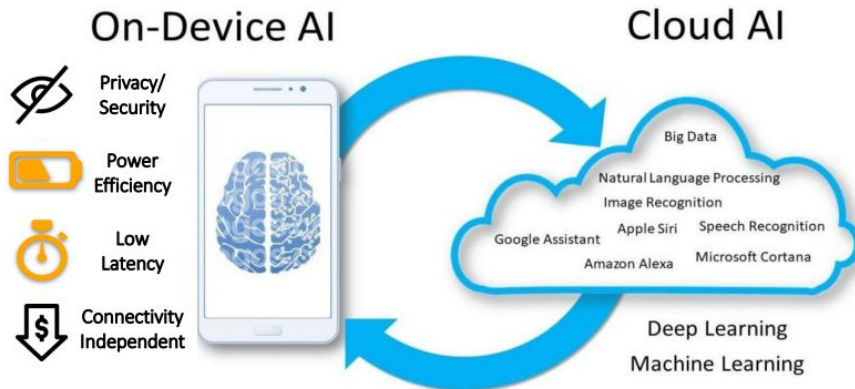 On-Device AI
Cloud AI
Privacy/
Security
Power
Efficiency
Low
Latency
$
Connectivity
Independent
Big Data
Natural Language Processing
Image Recognition
Google Assistant
Apple Siri
Speech Recognition
Amazon Alexa
Microsoft Cortana
Deep Learning
Machine Learning